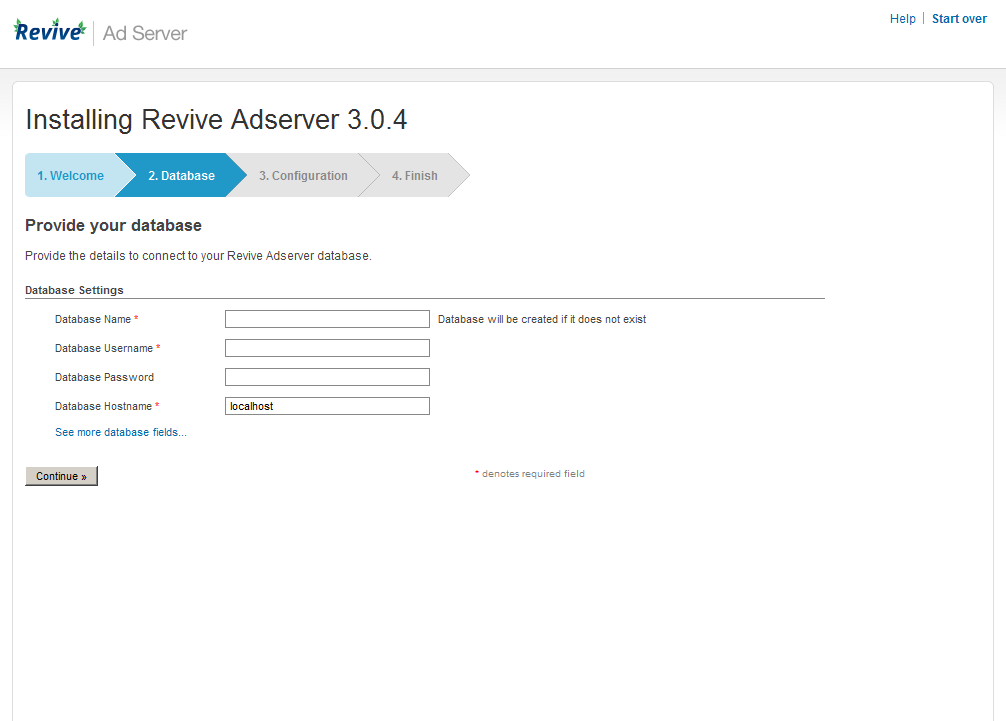 Revive Ad Server
Help Start over
Installing Revive Adserver 3.0.4
1. Welcome 2. Database 3. Configuration 4. Finish
Provide your database
Provide the details to connect to your Revive Adserver database.
Database Settings
Database Name * Database will be created if it does not exist
Database Username *
Database Password
Database Hostname * localhost
See more database fields...
Continue » * denotes required field